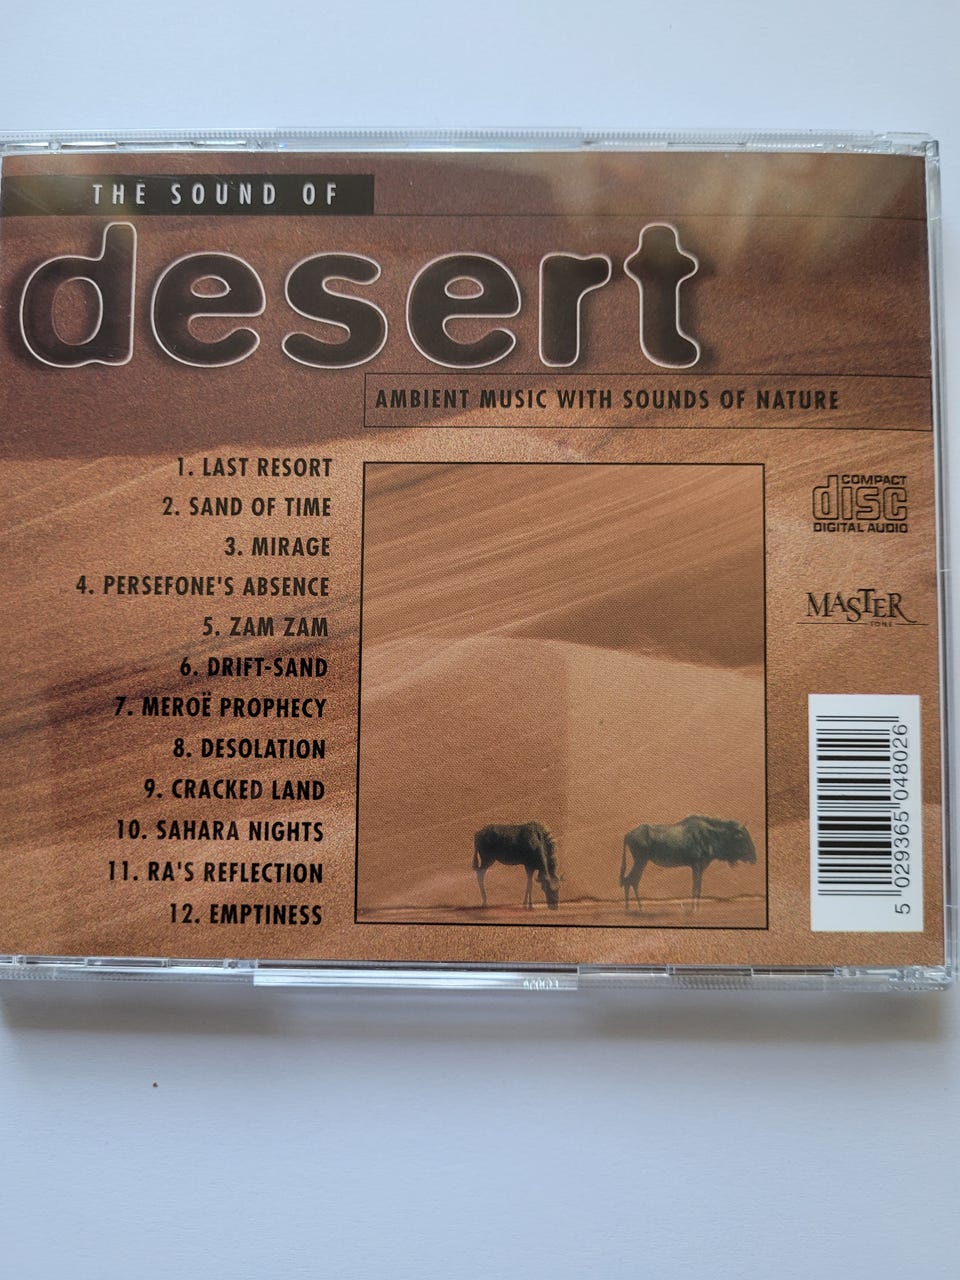 THE SOUND OF
desert
AMBIENT MUSIC WITH SOUNDS OF NATURE
1. LAST RESORT
2. SAND OF TIME
3. MIRAGE
4. PERSEFONE'S ABSENCE
5. ZAM ZAM
6. DRIFT-SAND
7. MEROË PROPHECY
8. DESOLATION
9. CRACKED LAND
10. SAHARA NIGHTS
11. RA'S REFLECTION
12. EMPTINESS
COMPACT
disc
DIGITAL AUDIO
MASTER
TONE
5 029365 048026